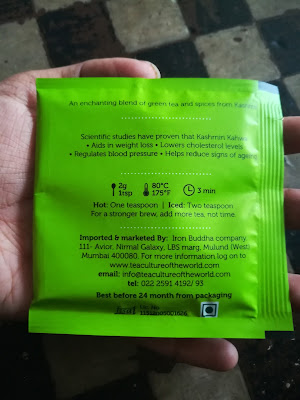 An enchanting blend of green tea and spices from Kashmir.
Scientific studies have proven that Kashmiri Kahwa
• Aids in weight loss • Lowers cholesterol levels
• Regulates blood pressure • Helps reduce signs of ageing
2g 80°C 3 min
1tsp 175°F
Hot: One teaspoon | Iced: Two teaspoon
For a stronger brew, add more tea, not time.
Imported & marketed By: Iron Buddha company,
111- Avior, Nirmal Galaxy, LBS marg, Mulund (West)
Mumbai 400080. For more information log on to
www.teacultureoftheworld.com
email: info@teacultureoftheworld.com
tel: 022 2591 4192/ 93
Best before 24 month from packaging
Lic. No.